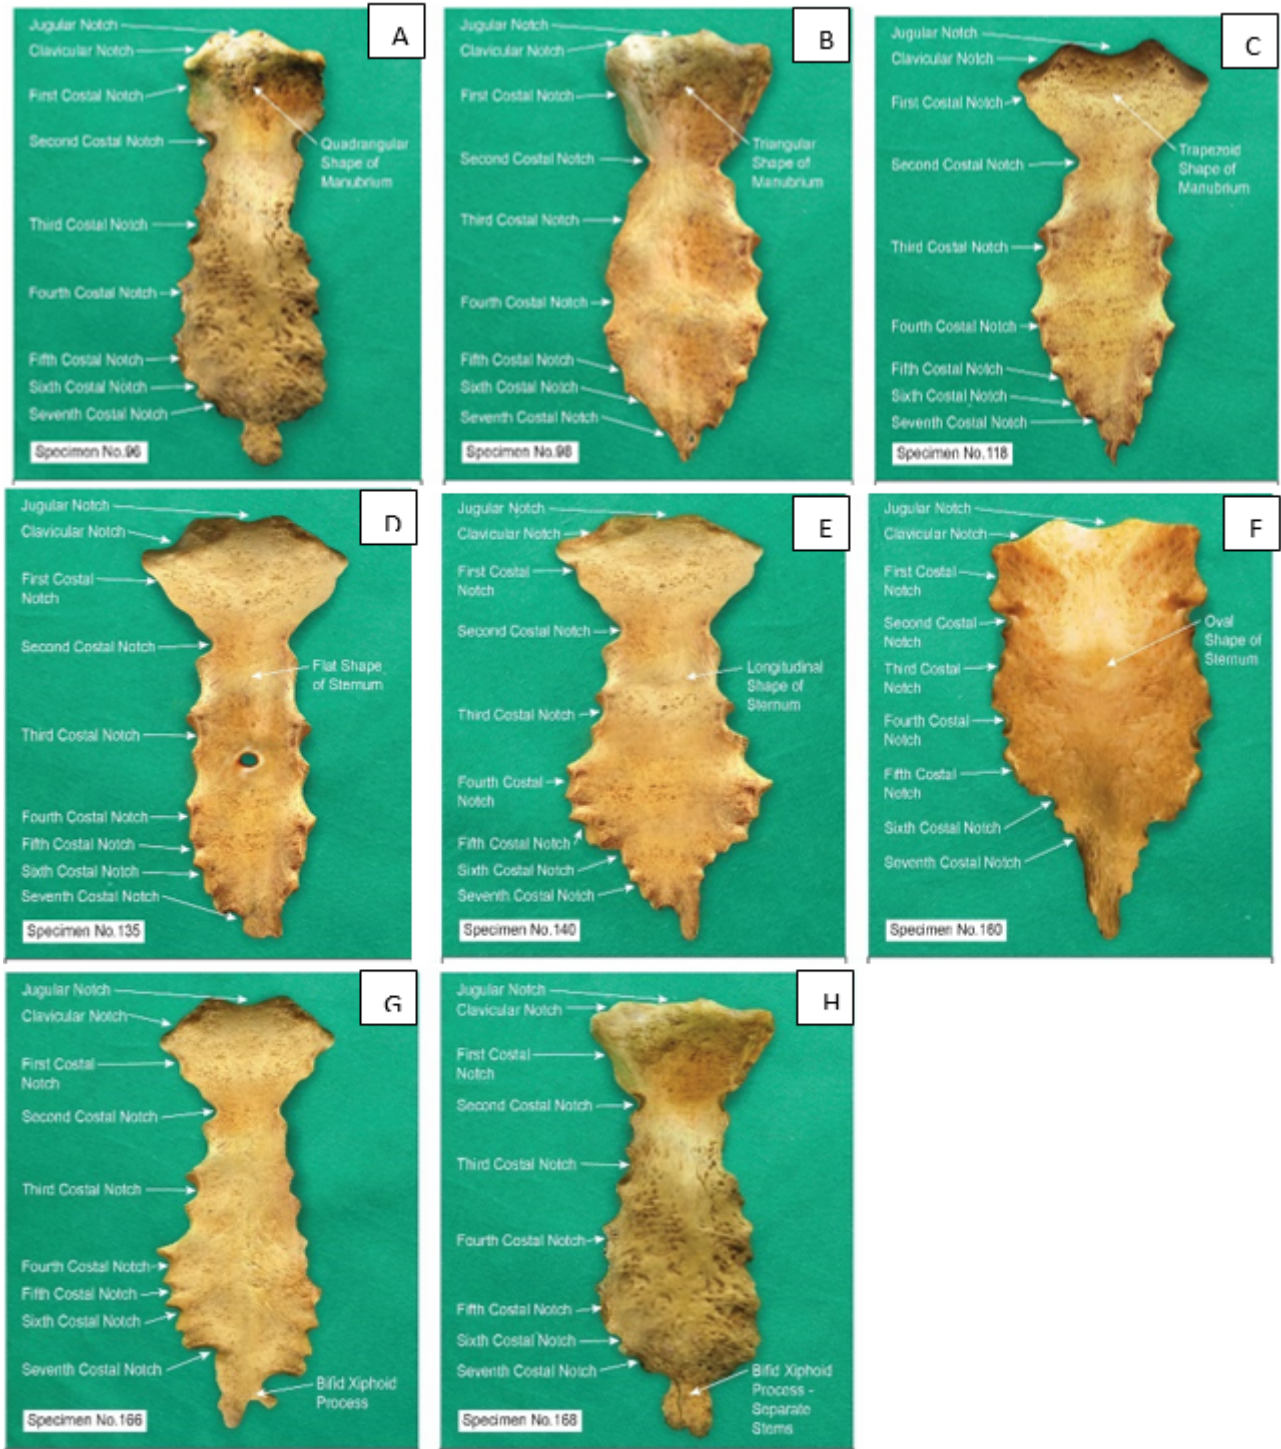 A
Jugular Notch
Clavicular Notch
First Costal Notch
Second Costal Notch
Quadrangular
Shape of
Manubrium
Third Costal Notch
Fourth Costal Notch
Fifth Costal Notch
Sixth Costal Notch
Seventh Costal Notch
Specimen No.96
B
Jugular Notch
Clavicular Notch
First Costal Notch
Second Costal Notch
Triangular
Shape of
Manubrium
Third Costal Notch
Fourth Costal Notch
Fifth Costal Notch
Sixth Costal Notch
Seventh Costal Notch
Specimen No.98
C
Jugular Notch
Clavicular Notch
First Costal Notch
Second Costal Notch
Trapezoid
Shape of
Manubrium
Third Costal Notch
Fourth Costal Notch
Fifth Costal Notch
Sixth Costal Notch
Seventh Costal Notch
Specimen No.118
D
Jugular Notch
Clavicular Notch
First Costal
Notch
Second Costal Notch
Flat Shape
of Sternum
Third Costal Notch
Fourth Costal Notch
Fifth Costal Notch
Sixth Costal Notch
Seventh Costal Notch
Specimen No.135
E
Jugular Notch
Clavicular Notch
First Costal
Notch
Second Costal Notch
Longitudinal
Shape of
Sternum
Third Costal Notch
Fourth Costal
Notch
Fifth Costal Notch
Sixth Costal Notch
Seventh Costal Notch
Specimen No.140
F
Jugular Notch
Clavicular Notch
First Costal
Notch
Second Costal
Notch
Oval
Shape of
Sternum
Third Costal
Notch
Fourth Costal
Notch
Fifth Costal
Notch
Sixth Costal Notch
Seventh Costal Notch
Specimen No.160
G
Jugular Notch
Clavicular Notch
First Costal
Notch
Second Costal Notch
Third Costal Notch
Fourth Costal Notch
Fifth Costal Notch
Sixth Costal Notch
Seventh Costal Notch
Bifid Xiphoid
Process
Specimen No.166
H
Jugular Notch
Clavicular Notch
First Costal
Notch
Second Costal Notch
Third Costal Notch
Fourth Costal Notch
Fifth Costal Notch
Sixth Costal Notch
Seventh Costal Notch
Bifid Xiphoid
Process -
Separate
Stems
Specimen No.168